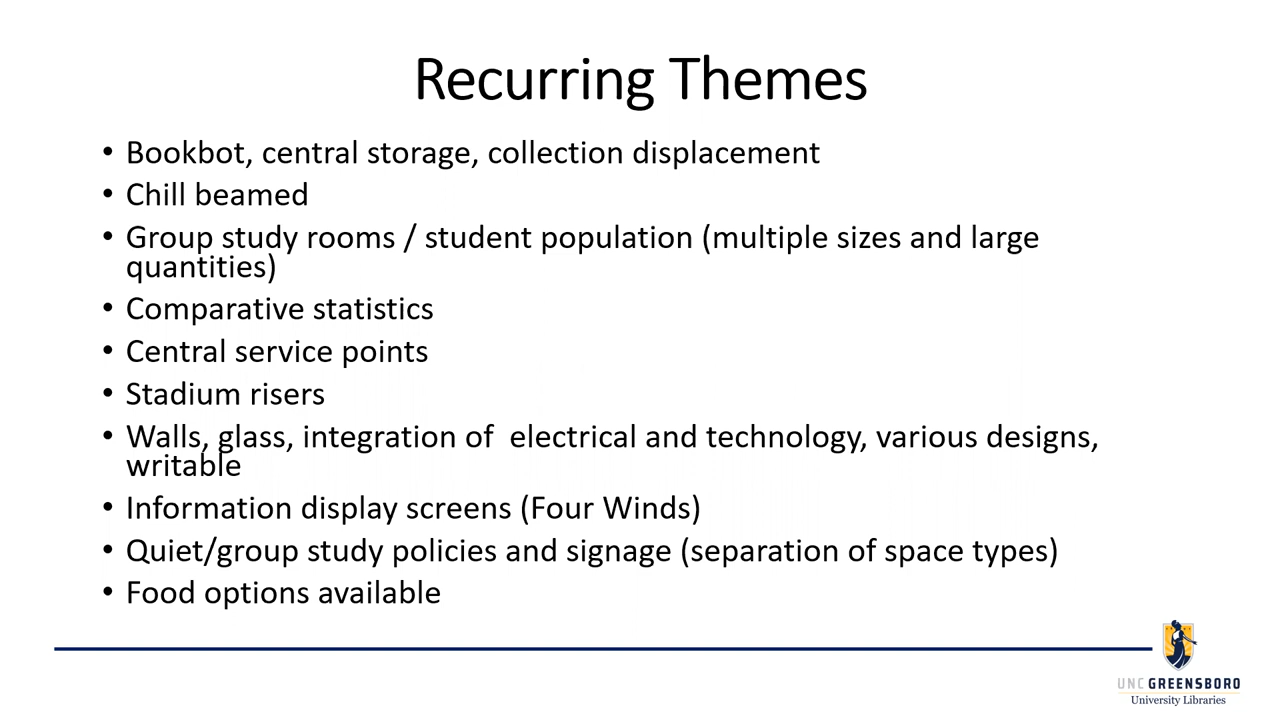 Recurring Themes
• Bookbot, central storage, collection displacement
• Chill beamed
• Group study rooms / student population (multiple sizes and large
quantities)
• Comparative statistics
• Central service points
• Stadium risers
• Walls, glass, integration of  electrical and technology, various designs,
writable
• Information display screens (Four Winds)
• Quiet/group study policies and signage (separation of space types)
• Food options available
UNC GREENSBORO
University Libraries